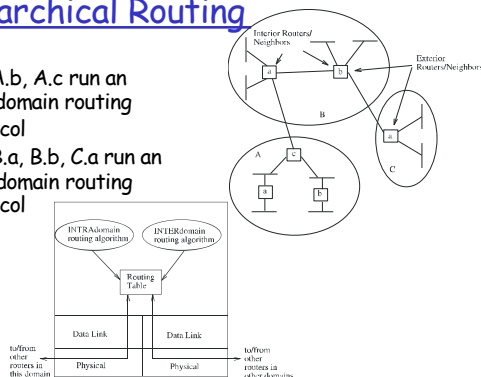 archical Routing
A.b, A.c run an
domain routing
col
B.a, B.b, C.a run an
domain routing
col
Interior Routers/
Neighbors
Exterior
Routers/Neighbors
a
b
B
a
C
A
c
a
b
INTRAdomain
routing algorithm
INTERdomain
routing algorithm
Routing
Table
Data Link
Data Link
Physical
Physical
to/from
other
routers in
this domain
to/from
other
routers in
other domains